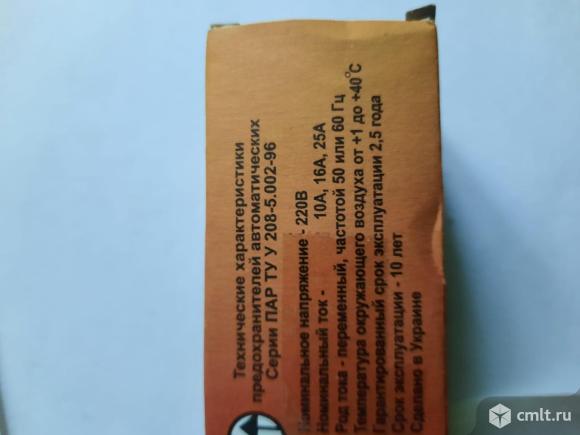 Технические характеристики
предохранителей автоматических
Серии ПАР ТУ У 208-5.002-96
Номинальное напряжение - 220В
Номинальный ток - 10А, 16А, 25А
Род тока - переменный, частотой 50 или 60 Гц
Температура окружающего воздуха от +1 до +40°С
Гарантированный срок эксплуатации 2,5 года
Срок эксплуатации - 10 лет
Сделано в Украине
cmlt.ru